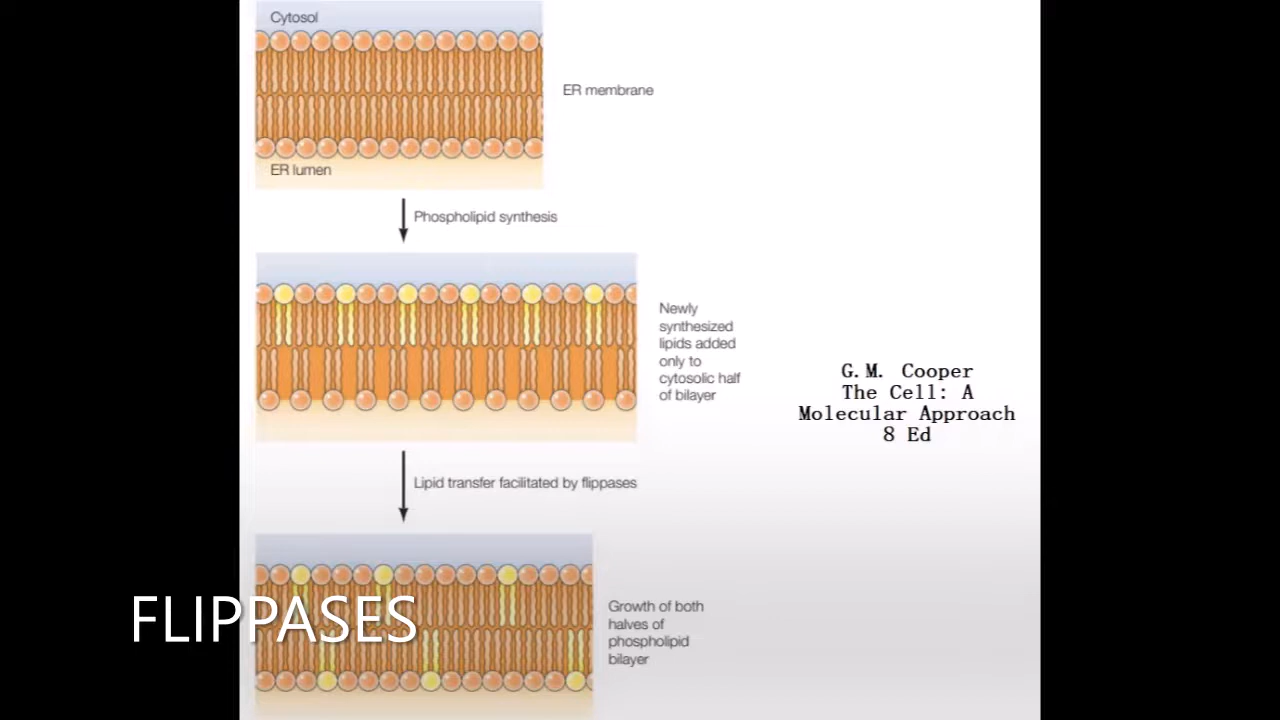 Cytosol
ER membrane
ER lumen
Phospholipid synthesis
Newly
synthesized
lipids added
only to
cytosolic half
of bilayer
G.M. Cooper
The Cell: A
Molecular Approach
8 Ed
Lipid transfer facilitated by flippases
FLIPPASES
Growth of both
halves of
phospholipid
bilayer